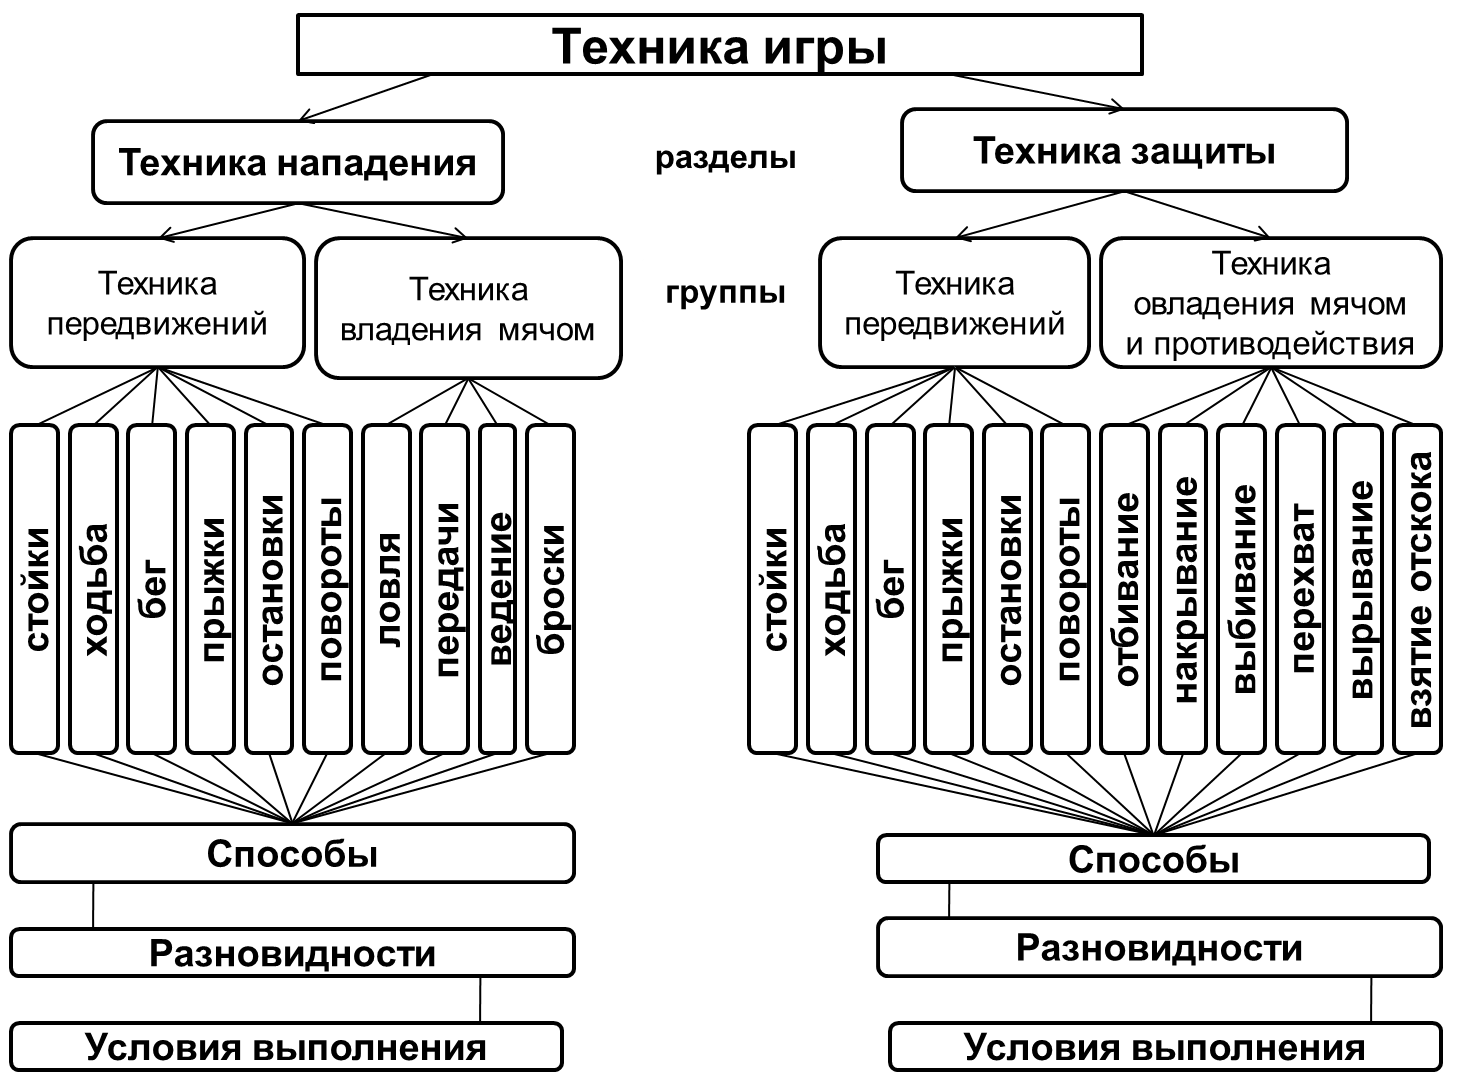 Техника игры
Техника нападения
разделы
Техника защиты
Техника
передвижений
Техника
владения мячом
группы
Техника
передвижений
Техника
овладения мячом
и противодействия
стойки
ходьба
бег
прыжки
остановки
повороты
ловля
передачи
ведение
броски
стойки
ходьба
бег
прыжки
остановки
повороты
отбивание
накрывание
выбивание
перехват
вырывание
взятие отскока
Способы
Способы
Разновидности
Разновидности
Условия выполнения
Условия выполнения